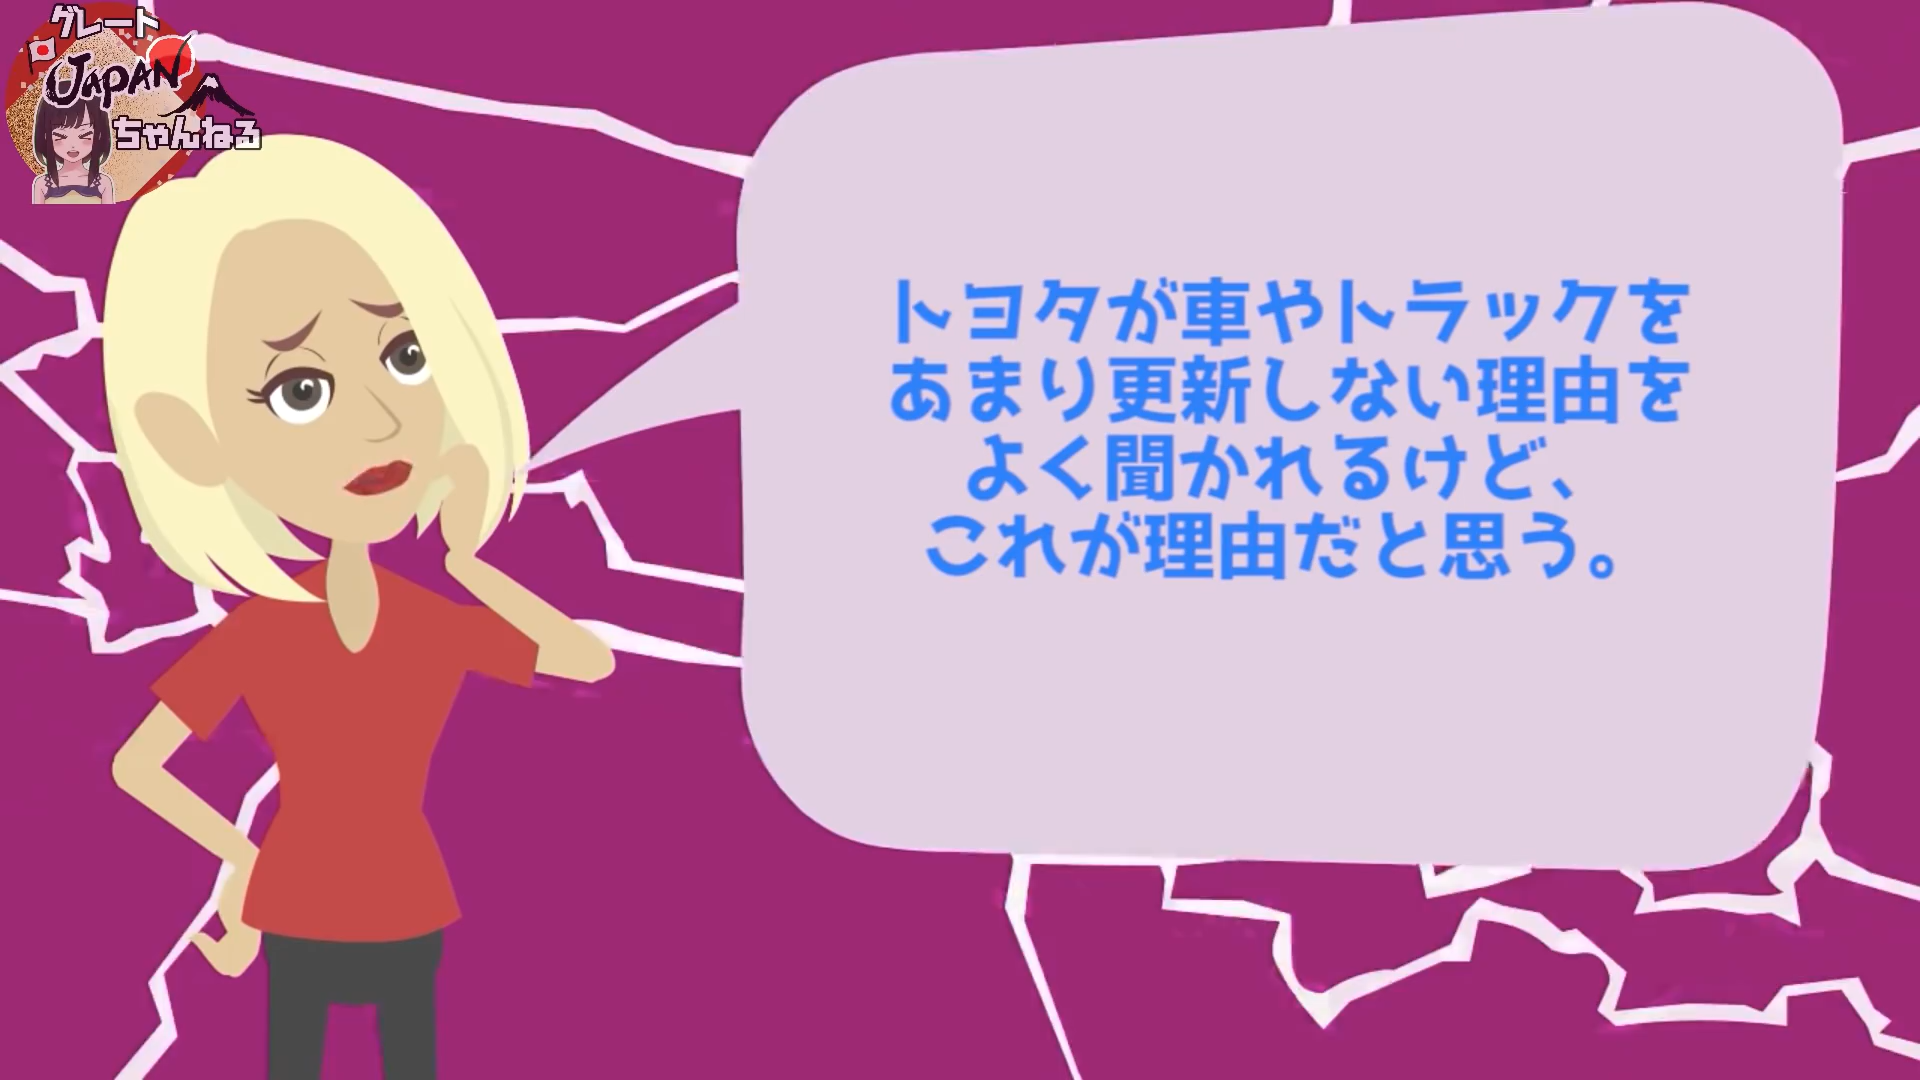 グレート
JAPAN
ちゃんねる
トヨタが車やトラックを
あまり更新しない理由を
よく聞かれるけど、
これが理由だと思う。